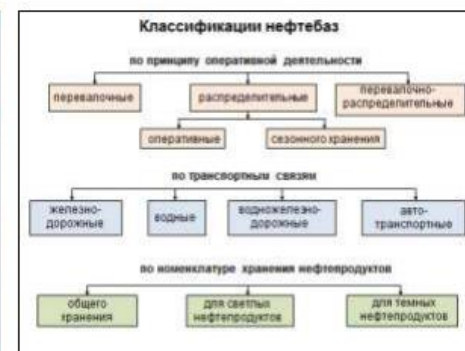 Классификации нефтебаз
по принципу оперативной деятельности
перевалочные
распределительные
перевалочно-
распределительные
оперативные
сезонного хранения
по транспортным связям
железно-
дорожные
водные
водножелезно-
дорожные
авто-
транспортные
по номенклатуре хранения нефтепродуктов
общего
хранения
для светлых
нефтепродуктов
для темных
нефтепродуктов